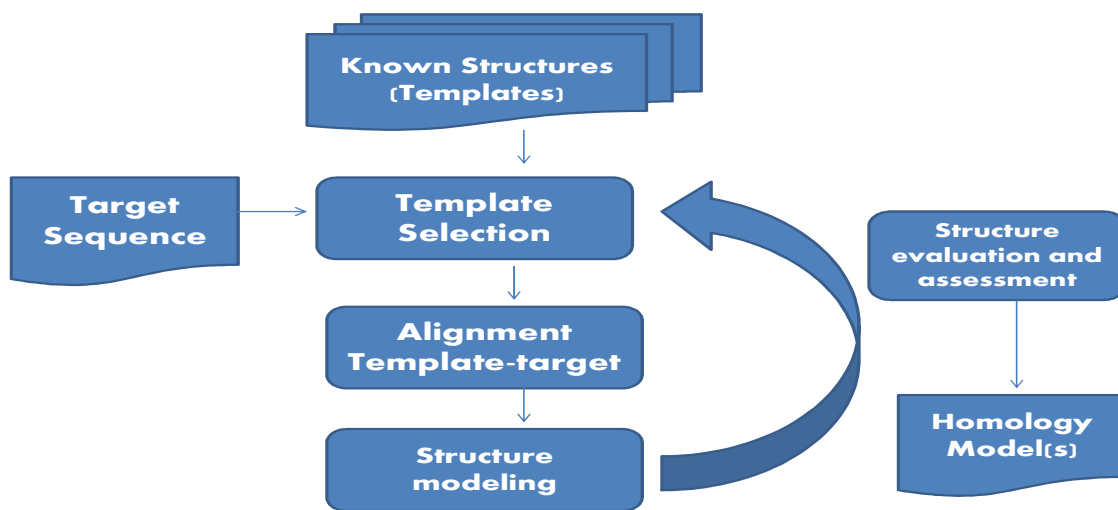 Known Structures
(Templates)
Target
Sequence
Template
Selection
Structure
evaluation and
assessment
Alignment
Template-target
Homology
Model(s)
Structure
modeling